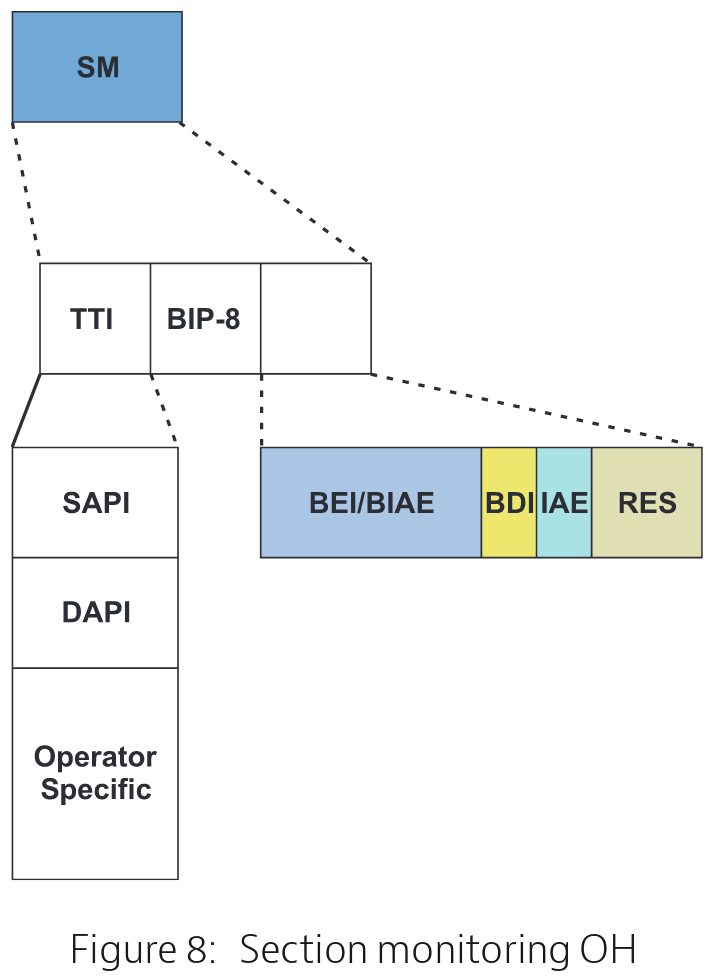 SM
TTI
BIP-8
SAPI
BEI/BIAE
BDI
IAE
RES
DAPI
Operator
Specific
Figure 8: Section monitoring OH